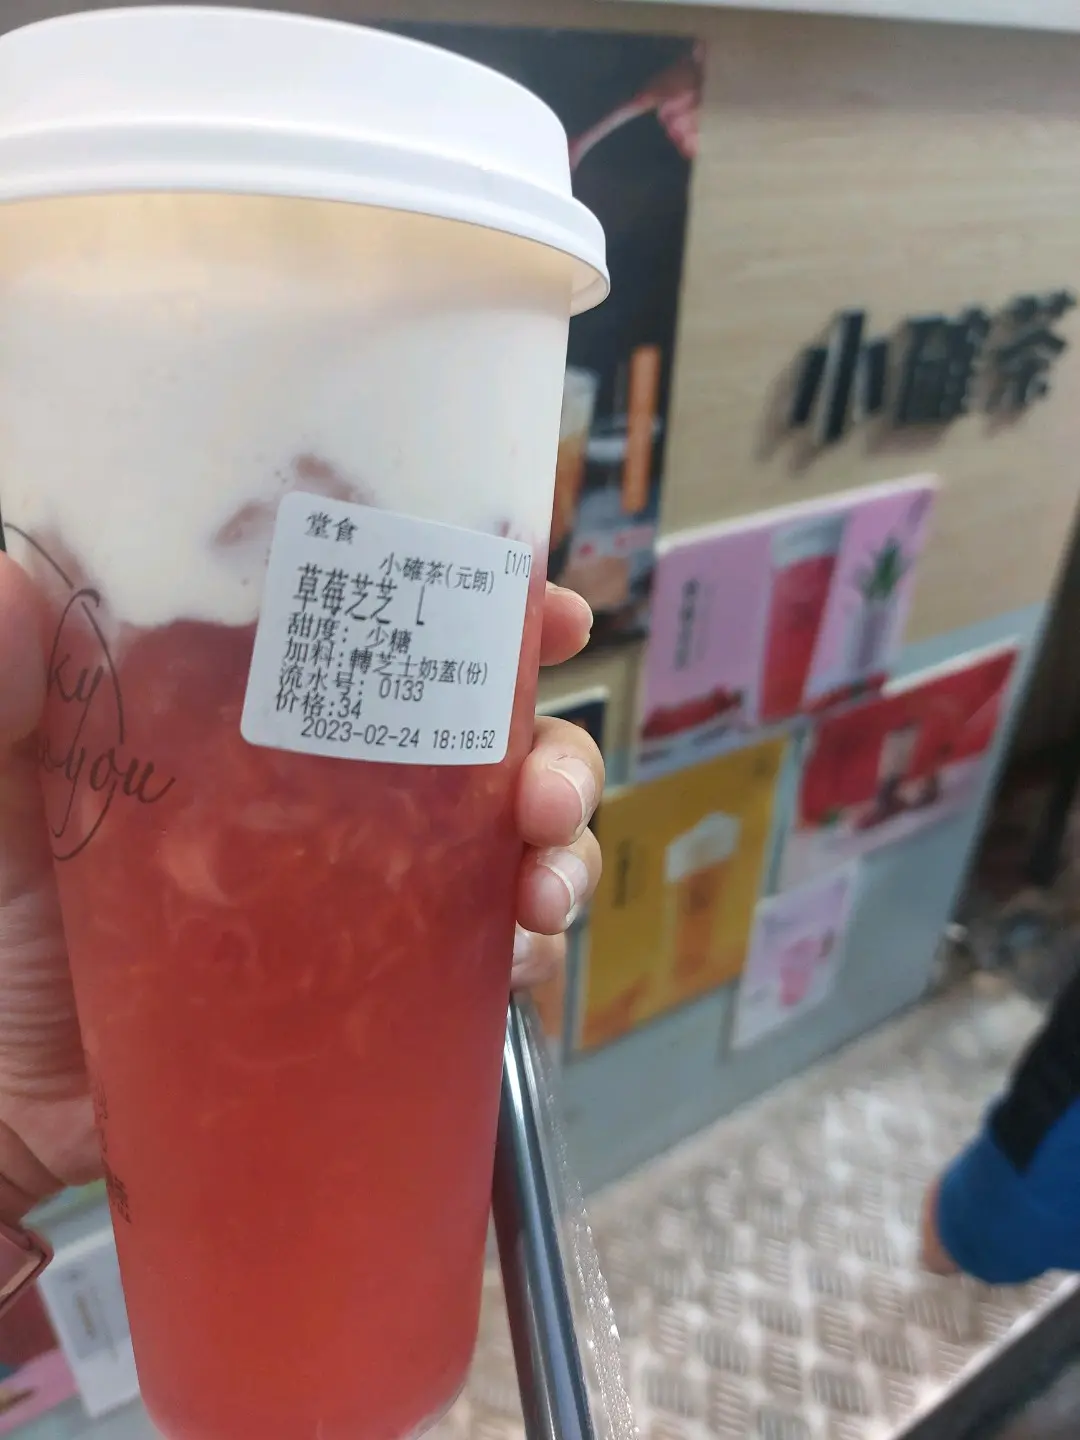 小確茶
堂食
[1/1]
小確茶(元朗)
草莓芝芝 L
甜度: 少糖
加料:轉芝士奶蓋(份)
流水号: 0133
价格:34
2023-02-24 18:18:52
ky
you